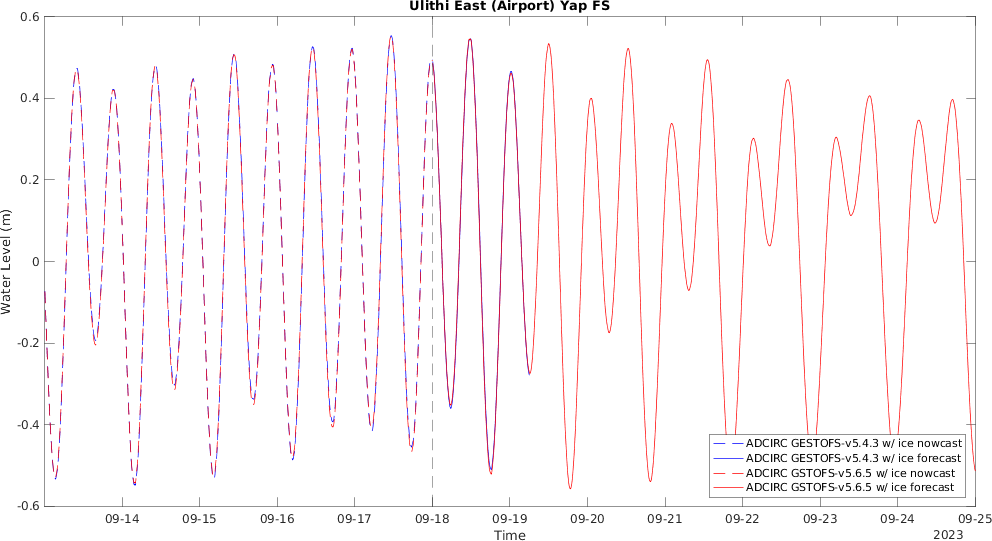 Ulithi East (Airport) Yap FS
0.6
0.4
0.2
0
-0.2
-0.4
-0.6
Water Level (m)
ADCIRC GESTOFS-v5.4.3 w/ ice nowcast
ADCIRC GESTOFS-v5.4.3 w/ ice forecast
ADCIRC GSTOFS-v5.6.5 w/ ice nowcast
ADCIRC GSTOFS-v5.6.5 w/ ice forecast
09-14 09-15 09-16 09-17 09-18 09-19 09-20 09-21 09-22 09-23 09-24 09-25
Time
2023